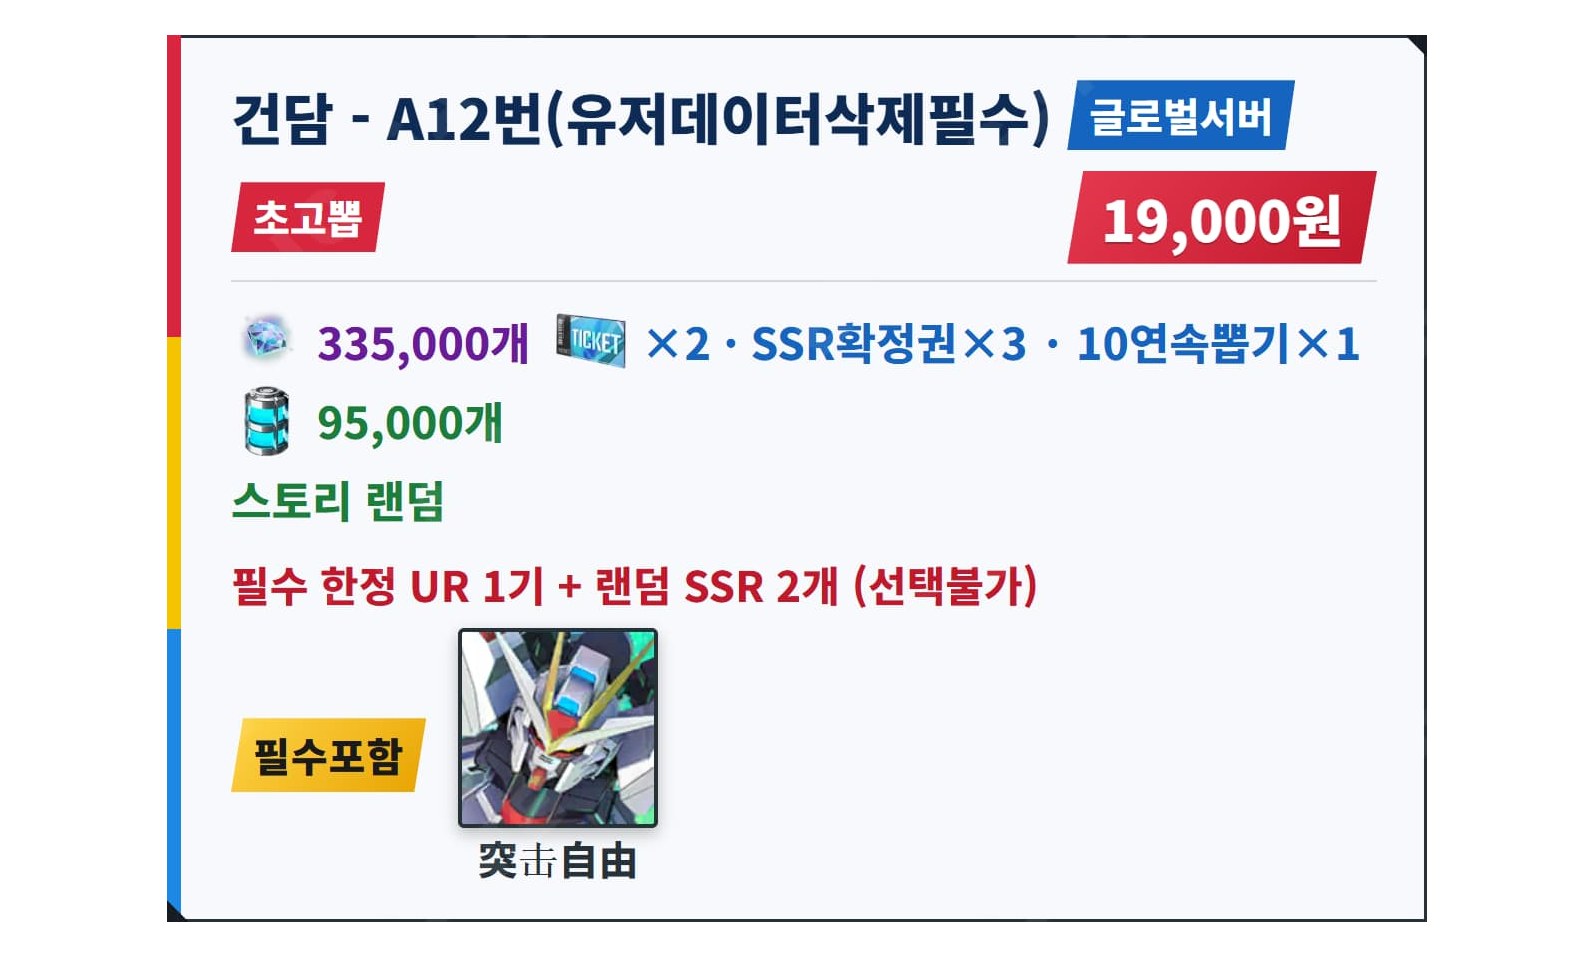 건담 - A12번(유저데이터삭제필수) 글로벌서버
초고뽑 19,000원
335,000개 TICKET ×2 · SSR확정권×3 · 10연속뽑기×1
95,000개
스토리 랜덤
필수 한정 UR 1기 + 랜덤 SSR 2개 (선택불가)
필수포함
突击自由